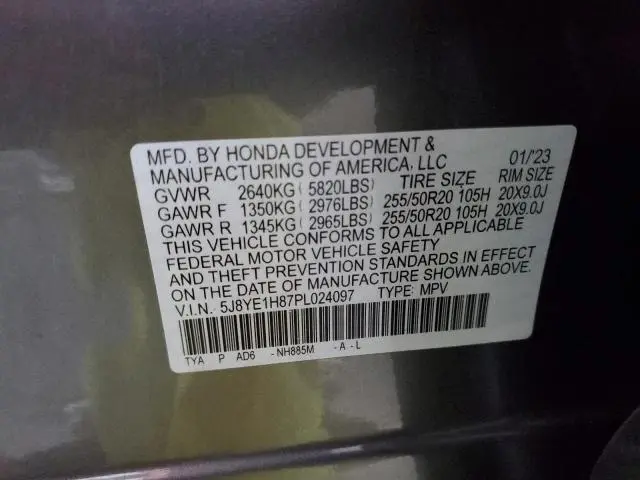 MFD. BY HONDA DEVELOPMENT &
MANUFACTURING OF AMERICA, LLC 01/'23
GVWR 2640KG ( 5820LBS) TIRE SIZE RIM SIZE
GAWR F 1350KG ( 2976LBS) 255/50R20 105H 20X9.0J
GAWR R 1345KG ( 2965LBS) 255/50R20 105H 20X9.0J
THIS VEHICLE CONFORMS TO ALL APPLICABLE
FEDERAL MOTOR VEHICLE SAFETY
AND THEFT PREVENTION STANDARDS IN EFFECT
ON THE DATE OF MANUFACTURE SHOWN ABOVE.
V.I.N. 5J8YE1H87PL024097 TYPE: MPV
TYA P AD6 - NH885M - A - L